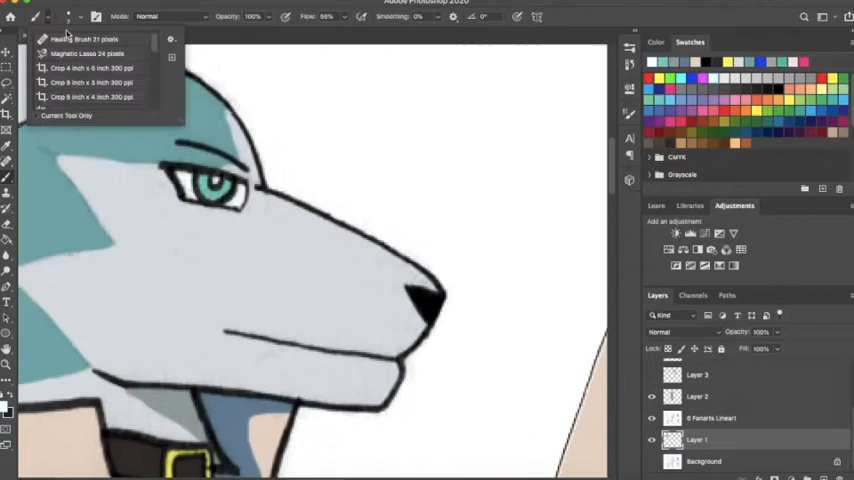 Photoshop 2020
Mode: Normal
Opacity: 100%
Flow: 55%
Smoothing: 0%
0°
7
Healing Brush 21 pixels
Magnetic Lasso 24 pixels
Crop 4 inch x 6 inch 300 ppi
Crop 5 inch x 3 inch 300 ppi
Crop 5 inch x 4 inch 300 ppi
Current Tool Only
Color Swatches
CMYK
Grayscale
Learn Libraries Adjustments
Add an adjustment
Layers Channels Paths
Kind
Normal Opacity: 100%
Lock: Fill: 100%
Layer 3
Layer 2
6 Fanarts Lineart
Layer 1
Background